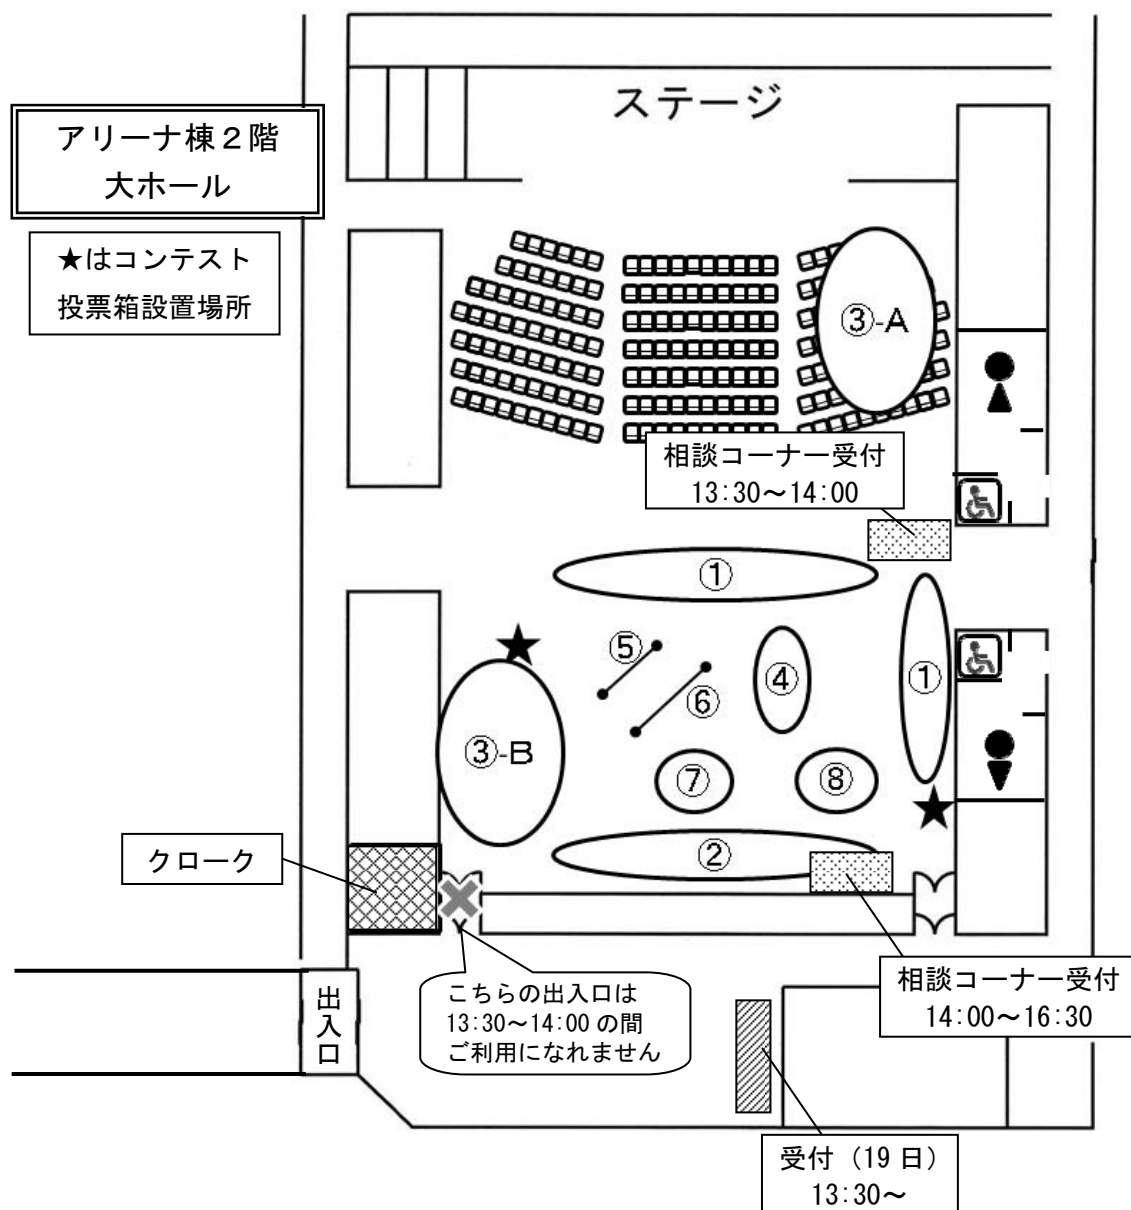 ステージ
アリーナ棟２階
大ホール
★はコンテスト
投票箱設置場所
③-A
相談コーナー受付
13:30～14:00
①
⑤
④
①
⑥
③-B
⑦
⑧
②
クローク
出入口
こちらの出入口は
13:30～14:00 の間
ご利用になれません
相談コーナー受付
14:00～16:30
受付（19 日）
13:30～